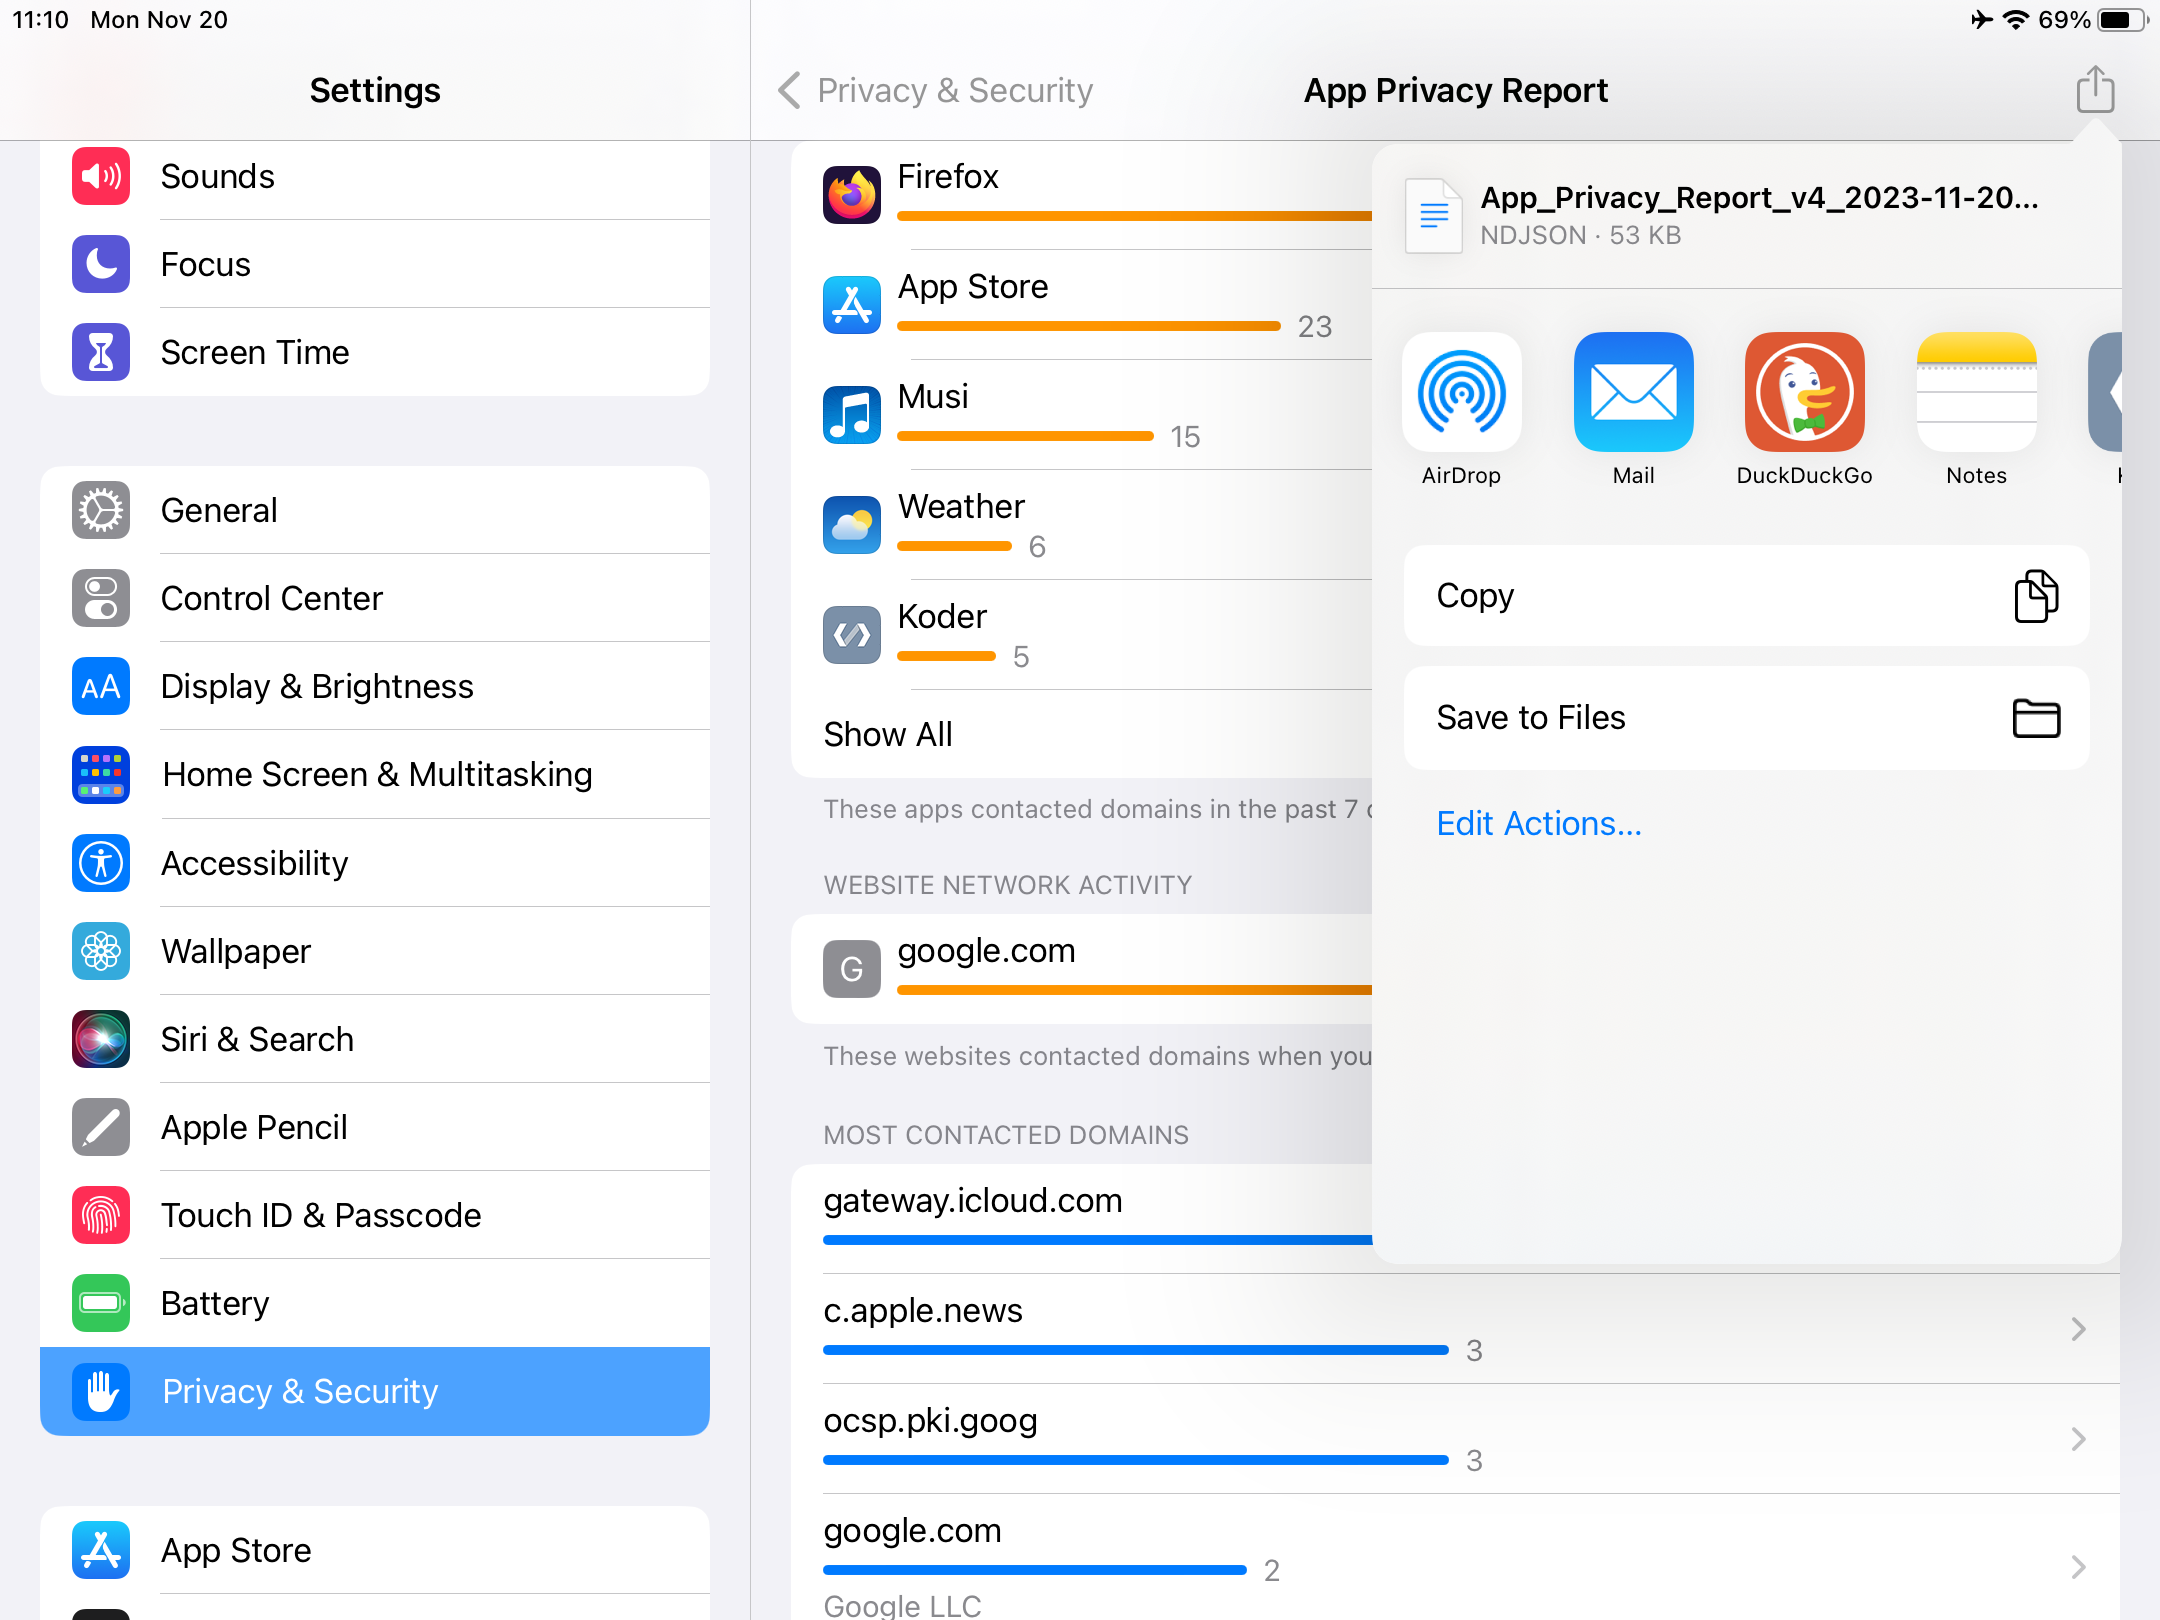 11:10 Mon Nov 20
69%
Settings
Sounds
Focus
Screen Time
General
Control Center
AA
Display & Brightness
Home Screen & Multitasking
Accessibility
Wallpaper
Siri & Search
Apple Pencil
Touch ID & Passcode
Battery
Privacy & Security
App Store
Privacy & Security
App Privacy Report
Firefox
App Store
23
Musi
15
Weather
6
Koder
5
Show All
These apps contacted domains in the past 7
WEBSITE NETWORK ACTIVITY
G
google.com
These websites contacted domains when you
MOST CONTACTED DOMAINS
gateway.icloud.com
c.apple.news
3
ocsp.pki.goog
3
google.com
2
Google LLC
App_Privacy_Report_v4_2023-11-20...
NDJSON · 53 KB
AirDrop
Mail
DuckDuckGo
Notes
Copy
Save to Files
Edit Actions...